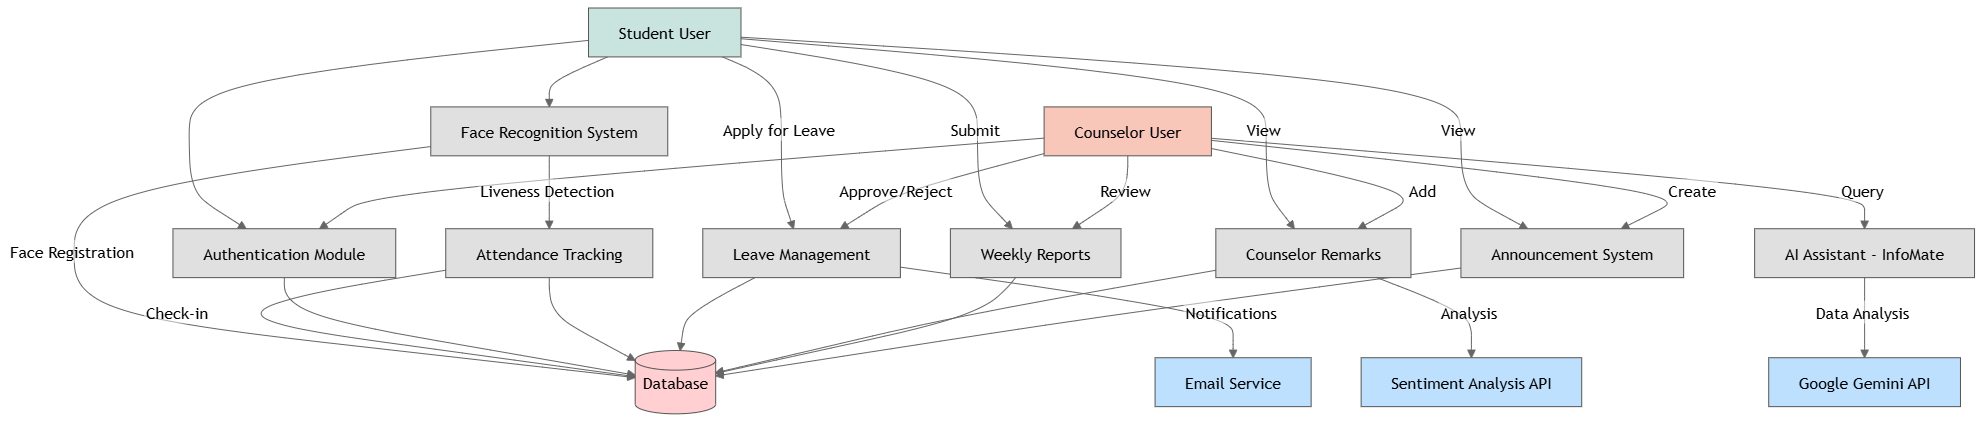 Student User
Face Recognition System
Apply for Leave
Submit
Counselor User
View
View
Liveness Detection
Approve/Reject
Review
Add
Create
Query
Face Registration
Authentication Module
Attendance Tracking
Leave Management
Weekly Reports
Counselor Remarks
Announcement System
AI Assistant - InfoMate
Check-in
Notifications
Analysis
Data Analysis
Database
Email Service
Sentiment Analysis API
Google Gemini API